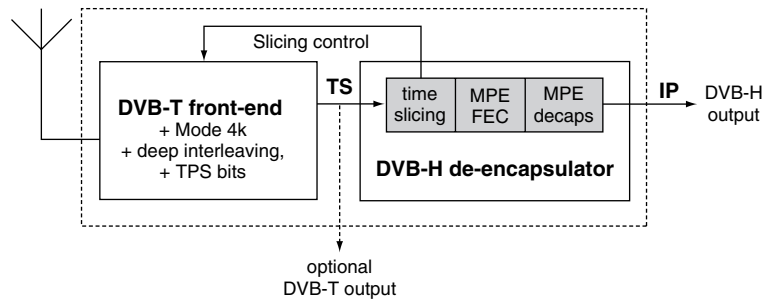 Slicing control
DVB-T front-end
+ Mode 4k
+ deep interleaving,
+ TPS bits
TS
time
slicing
MPE
FEC
MPE
decaps
DVB-H de-encapsulator
IP
DVB-H
output
optional
DVB-T output